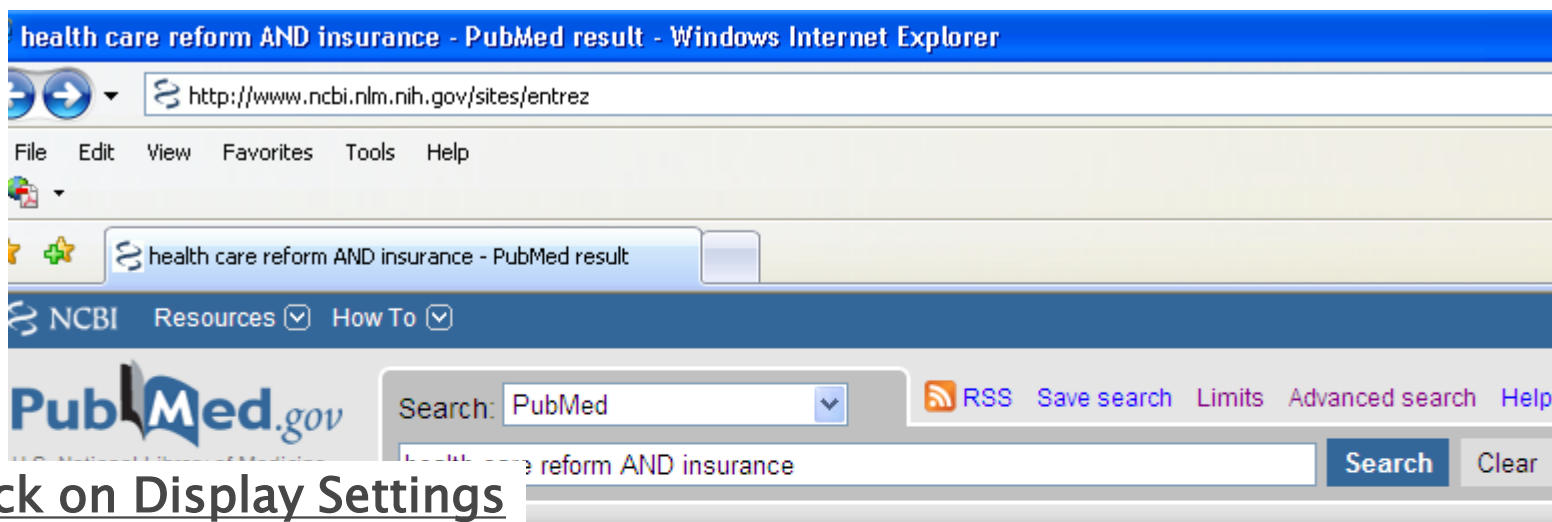 health care reform AND insurance - PubMed result - Windows Internet Explorer
http://www.ncbi.nlm.nih.gov/sites/entrez
File Edit View Favorites Tools Help
health care reform AND insurance - PubMed result
NCBI Resources How To
PubMed.gov
Search: PubMed
RSS Save search Limits Advanced search Help
health care reform AND insurance
Search Clear
ck on Display Settings